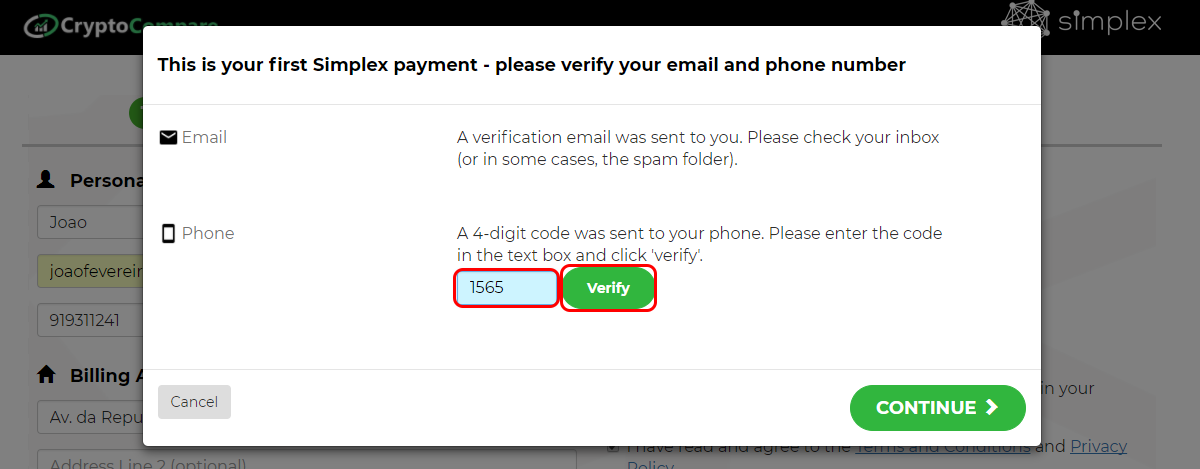 CryptoCompare
simplex
This is your first Simplex payment - please verify your email and phone number
Email
A verification email was sent to you. Please check your inbox
(or in some cases, the spam folder).
Phone
A 4-digit code was sent to your phone. Please enter the code
in the text box and click 'verify'.
1565
Verify
Cancel
CONTINUE
Persona
Joao
joaofevereir
919311241
Billing A
Av. da Repu
Address Line 2 (optional)
in your
I have read and agree to the Terms and Conditions and Privacy
Policy